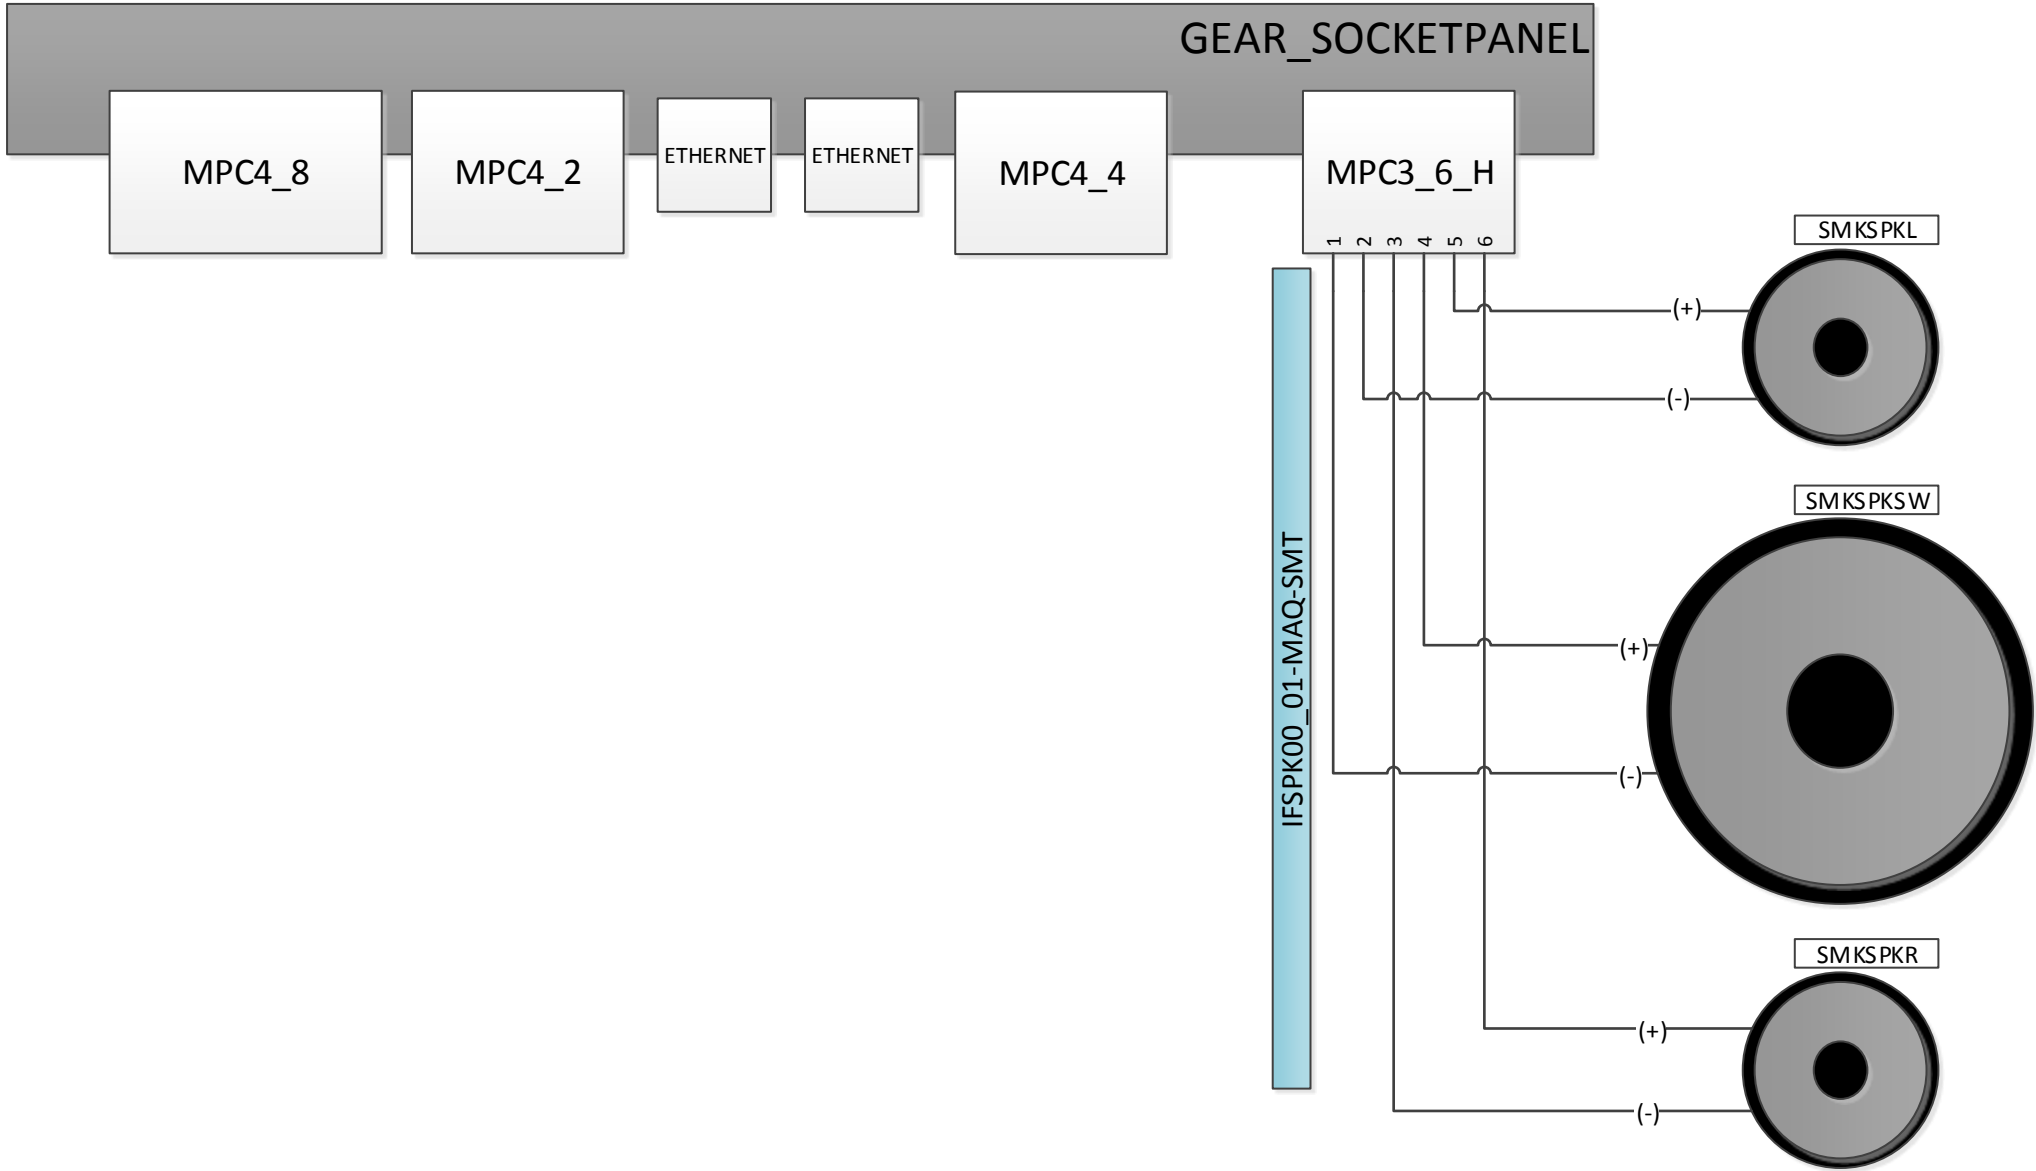 GEAR_SOCKETPANEL
MPC4_8
MPC4_2
ETHERNET
ETHERNET
MPC4_4
MPC3_6_H
1
2
3
4
5
6
SMKSPKL
(+)
(-)
SMKSPKSW
(+)
(-)
IFSPK00_01-MAQ-SMT
SMKSPKR
(+)
(-)